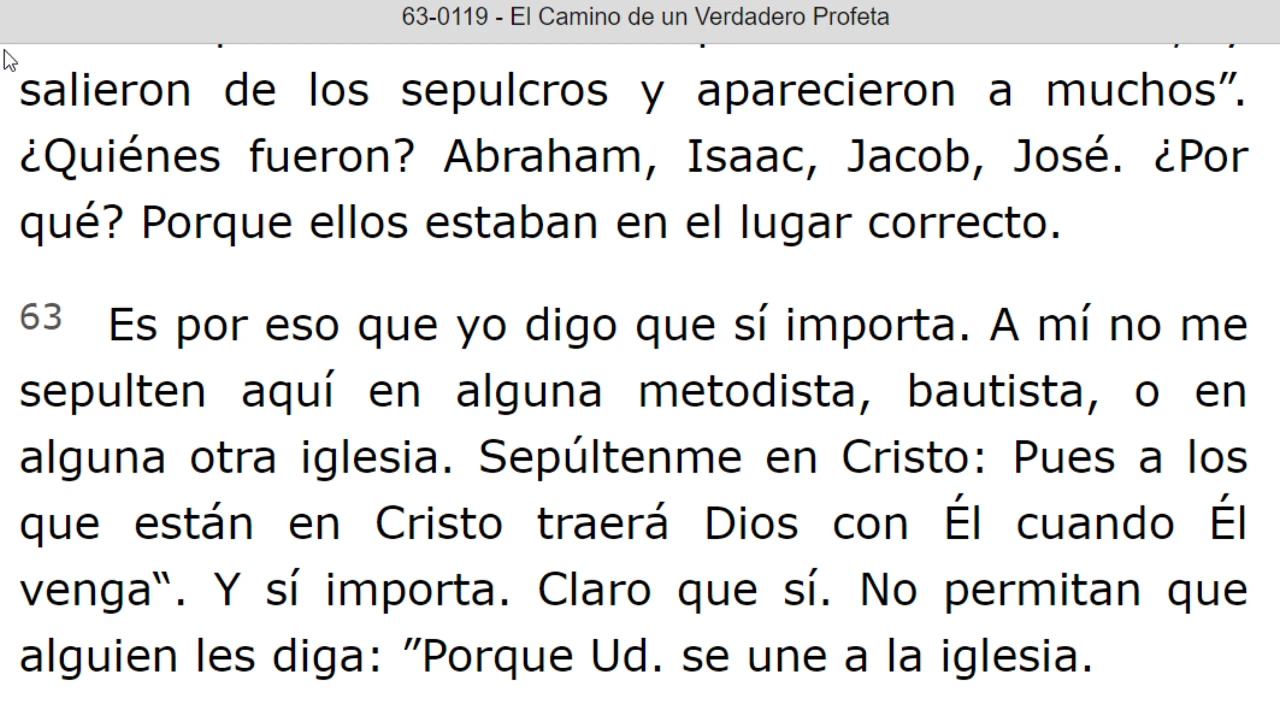 63-0119 - El Camino de un Verdadero Profeta
salieron de los sepulcros y aparecieron a muchos”.
¿Quiénes fueron? Abraham, Isaac, Jacob, José. ¿Por
qué? Porque ellos estaban en el lugar correcto.
63 Es por eso que yo digo que sí importa. A mí no me
sepulten aquí en alguna metodista, bautista, o en
alguna otra iglesia. Sepúltenme en Cristo: Pues a los
que están en Cristo traerá Dios con Él cuando Él
venga“. Y sí importa. Claro que sí. No permitan que
alguien les diga: ”Porque Ud. se une a la iglesia.